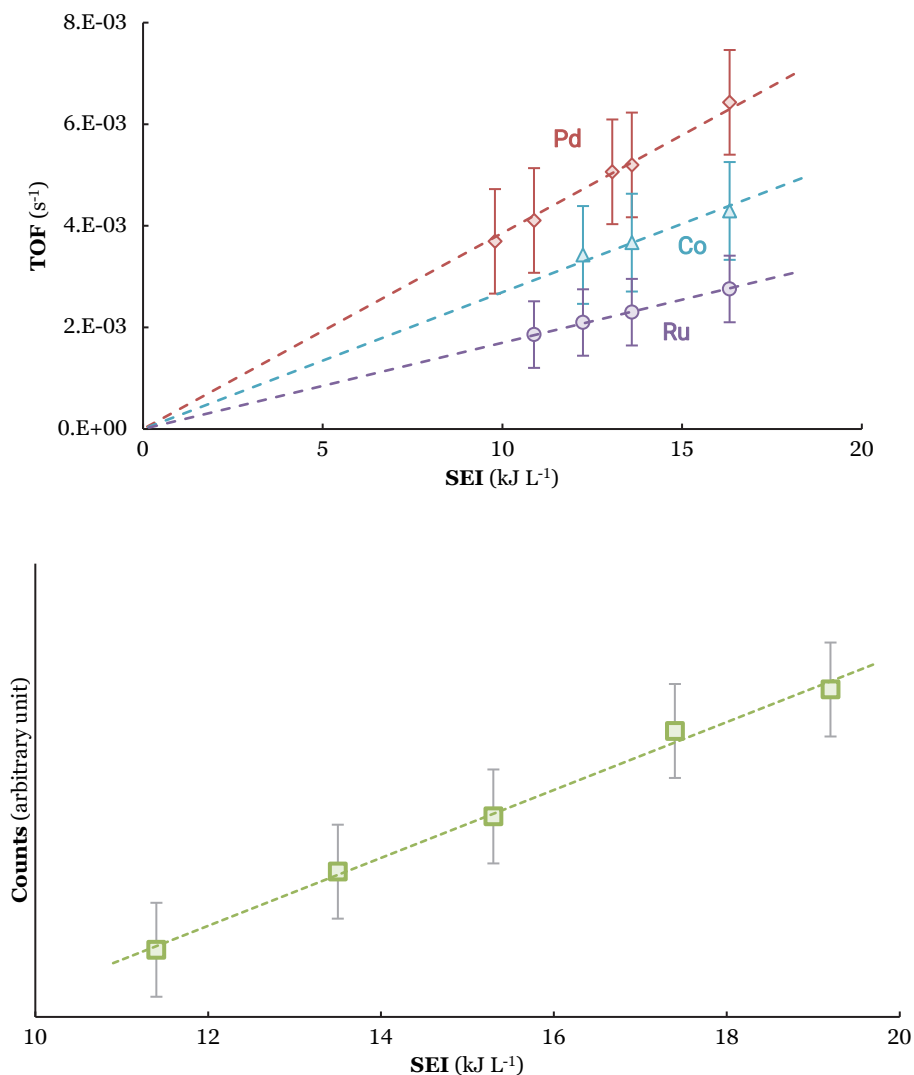 8.E-03
6.E-03
4.E-03
2.E-03
0.E+00
TOF (s⁻¹)
Pd
Co
Ru
0 5 10 15 20
SEI (kJ L⁻¹)
Counts (arbitrary unit)
10 12 14 16 18 20
SEI (kJ L⁻¹)